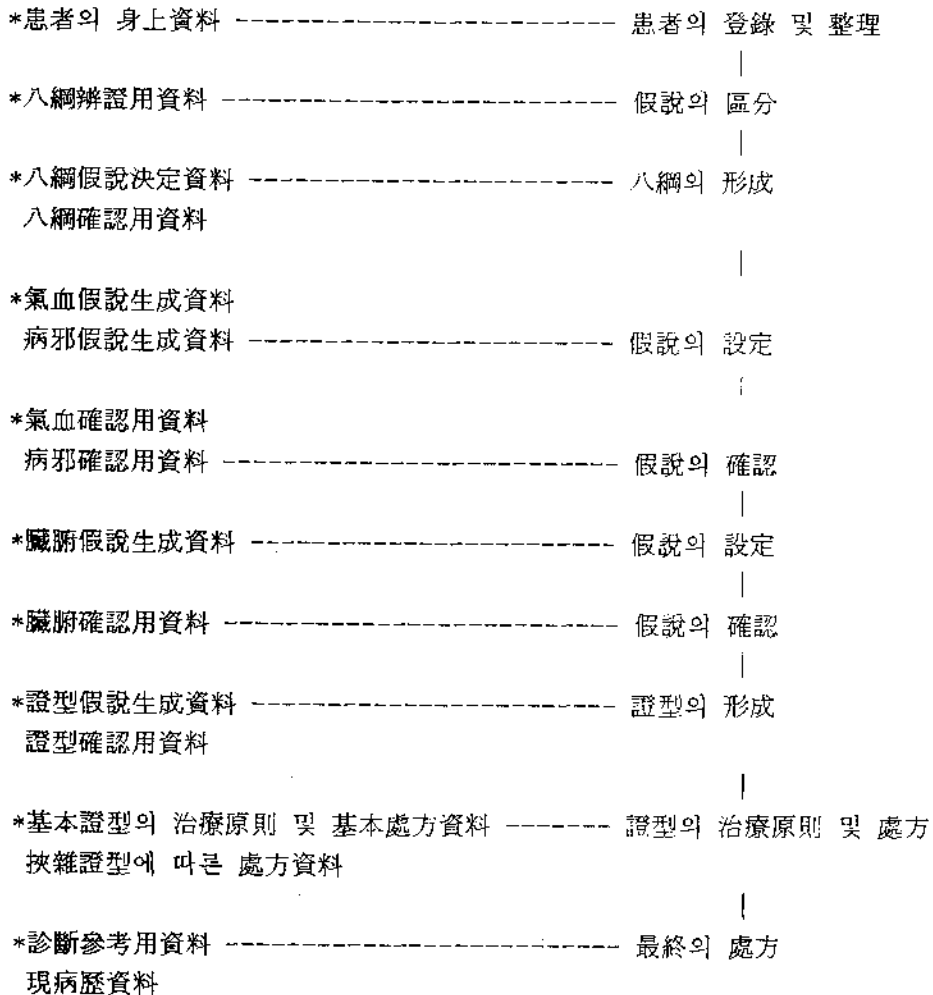 *患者의 身上資料 ---------------------- 患者의 登錄 및 整理
*八綱辨證用資料 ---------------------- 假說의 區分
*八綱假說決定資料 -------------------- 八綱의 形成
八綱確認用資料
*氣血假說生成資料
病邪假說生成資料 --------------------- 假說의 設定
*氣血確認用資料
病邪確認用資料 ---------------------- 假說의 確認
*臟腑假說生成資料 -------------------- 假說의 設定
*臟腑確認用資料 ---------------------- 假說의 確認
*證型假說生成資料 -------------------- 證型의 形成
證型確認用資料
*基本證型의 治療原則 및 基本處方資料 ------- 證型의 治療原則 및 處方
挾雜證型에 따른 處方資料
*診斷參考用資料 ---------------------- 最終의 處方
現病歷資料